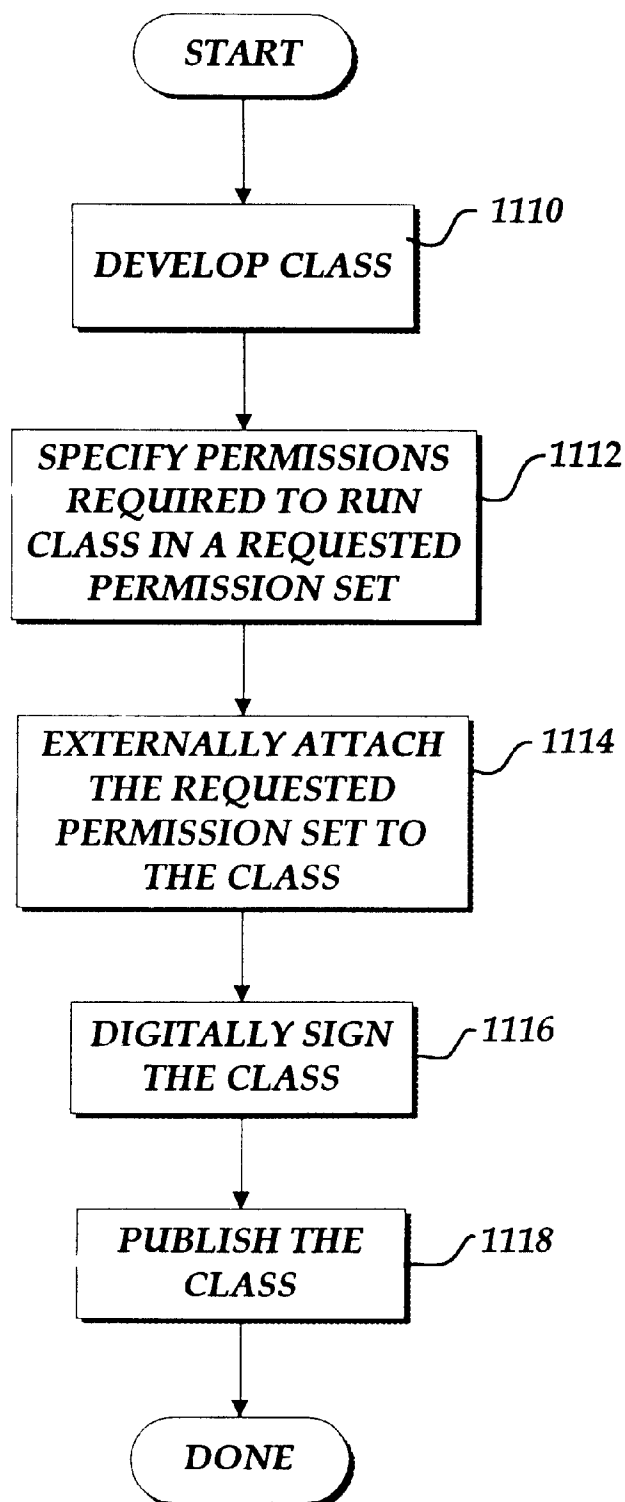 START
1110
DEVELOP CLASS
1112
SPECIFY PERMISSIONS
REQUIRED TO RUN
CLASS IN A REQUESTED
PERMISSION SET
1114
EXTERNALLY ATTACH
THE REQUESTED
PERMISSION SET TO
THE CLASS
1116
DIGITALLY SIGN
THE CLASS
1118
PUBLISH THE
CLASS
DONE